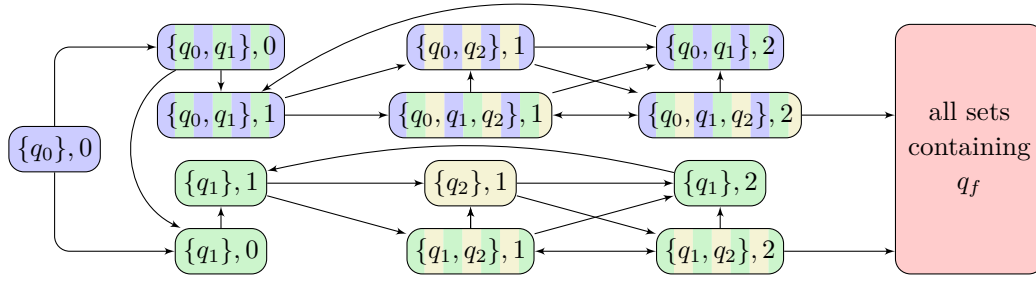 {q₀, q₁}, 0
{q₀, q₂}, 1
{q₀, q₁}, 2
{q₀, q₁}, 1
{q₀, q₁, q₂}, 1
{q₀, q₁, q₂}, 2
{q₀}, 0
{q₁}, 1
{q₂}, 1
{q₁}, 2
{q₁}, 0
{q₁, q₂}, 1
{q₁, q₂}, 2
all sets
containing
q_f